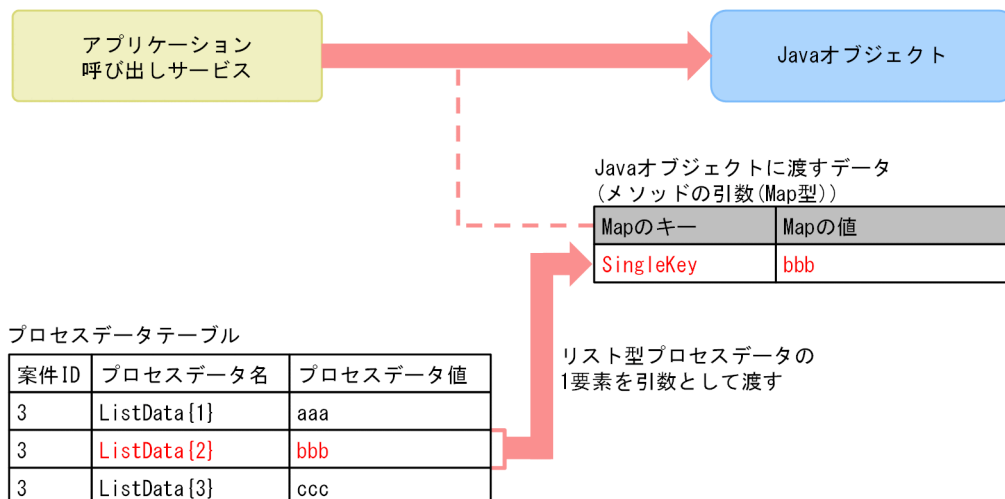 アプリケーション
呼び出しサービス
Javaオブジェクト
Javaオブジェクトに渡すデータ
(メソッドの引数(Map型))
Mapのキー Mapの値
SingleKey bbb
プロセスデータテーブル
案件ID プロセスデータ名 プロセスデータ値
3 ListData{1} aaa
3 ListData{2} bbb
3 ListData{3} ccc
リスト型プロセスデータの
1要素を引数として渡す